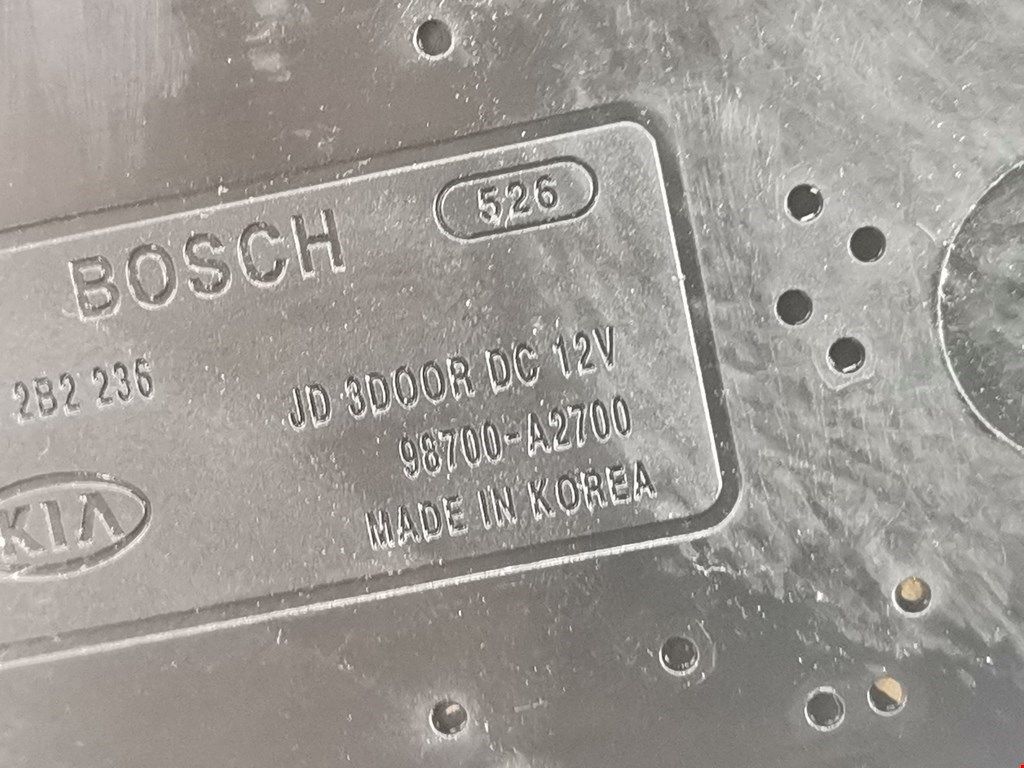 526
BOSCH
2B2 236
JD 3DOOR DC 12V
98700-A2700
KIA
MADE IN KOREA